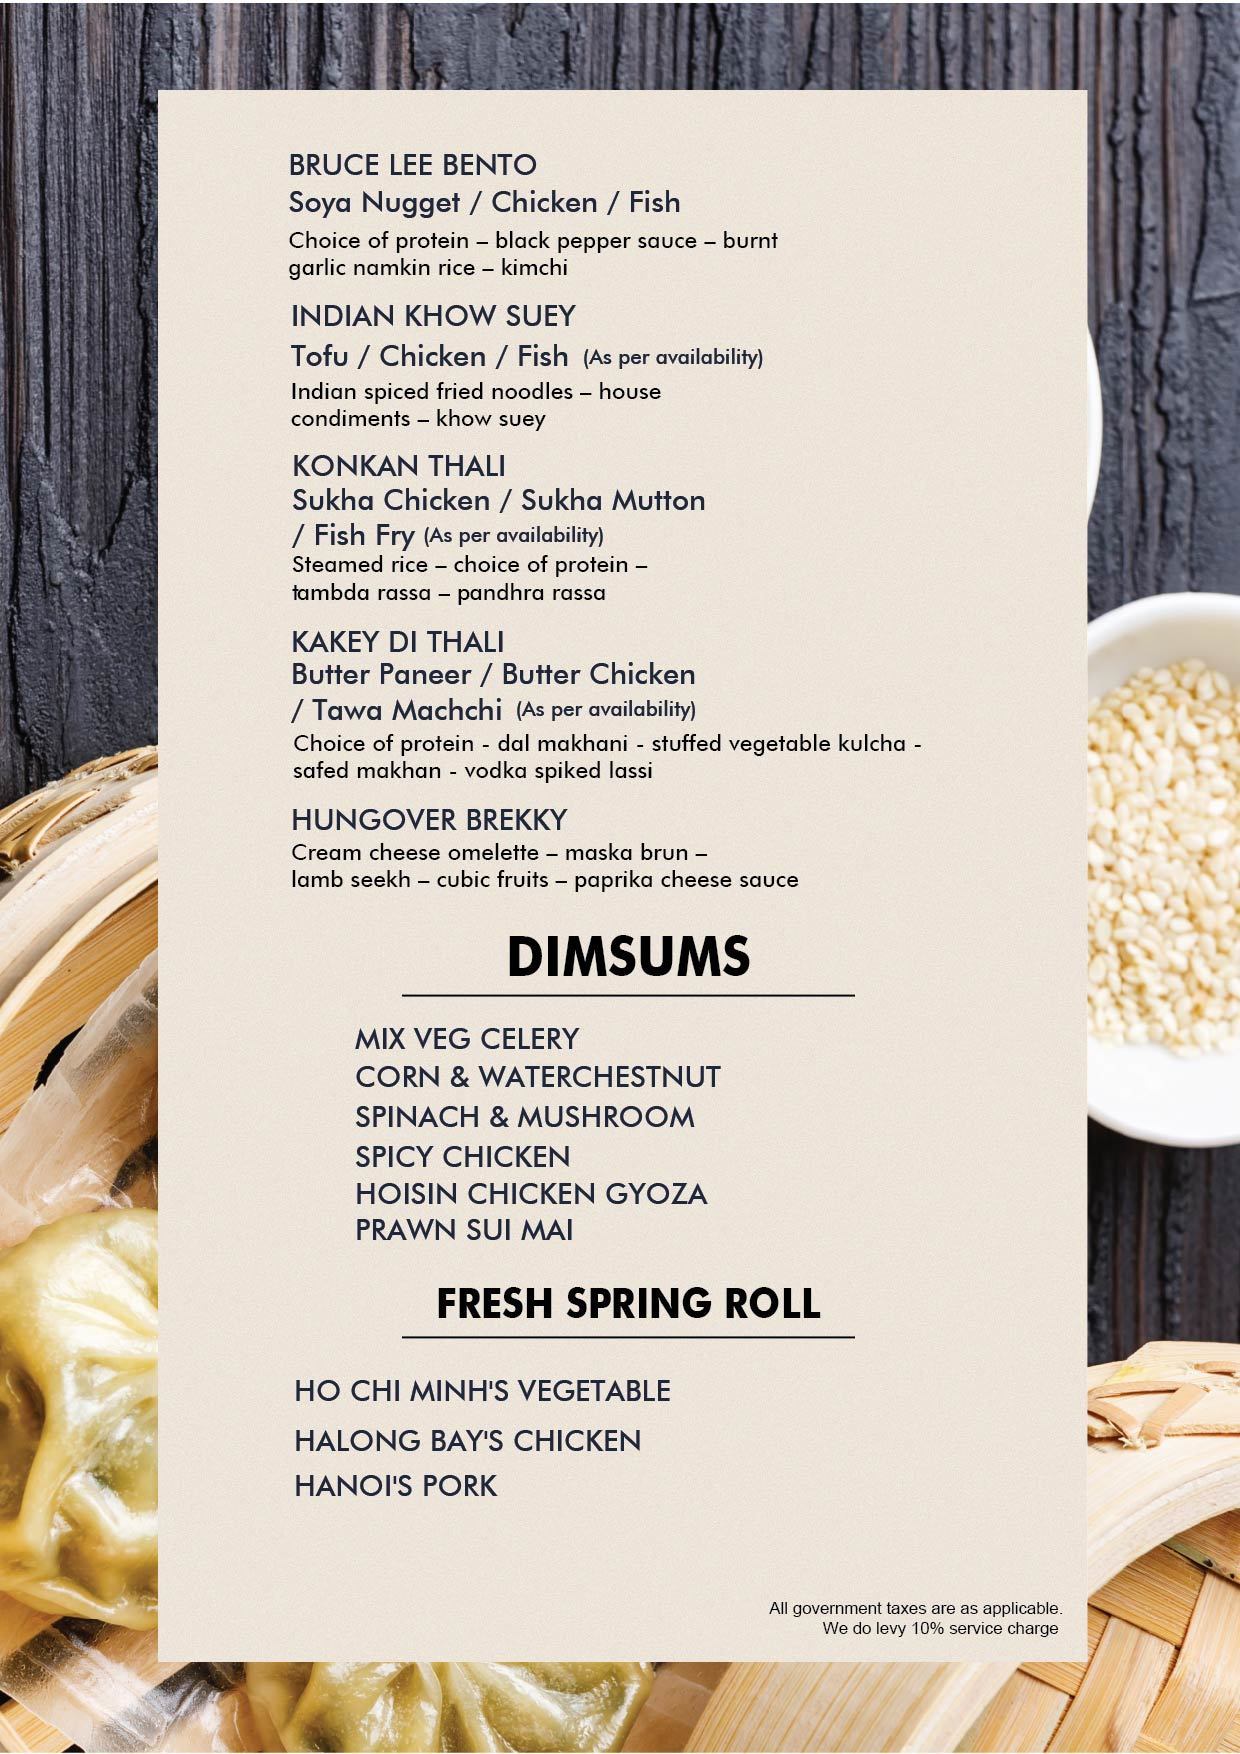 BRUCE LEE BENTO
Soya Nugget / Chicken / Fish
Choice of protein – black pepper sauce – burnt
garlic namkin rice – kimchi
INDIAN KHOW SUEY
Tofu / Chicken / Fish (As per availability)
Indian spiced fried noodles – house
condiments – khow suey
KONKAN THALI
Sukha Chicken / Sukha Mutton
/ Fish Fry (As per availability)
Steamed rice – choice of protein –
tambda rassa – pandhra rassa
KAKEY DI THALI
Butter Paneer / Butter Chicken
/ Tawa Machchi (As per availability)
Choice of protein - dal makhani - stuffed vegetable kulcha -
safed makhan - vodka spiked lassi
HUNGOVER BREKKY
Cream cheese omelette – maska brun –
lamb seekh – cubic fruits – paprika cheese sauce
DIMSUMS
MIX VEG CELERY
CORN & WATERCHESTNUT
SPINACH & MUSHROOM
SPICY CHICKEN
HOISIN CHICKEN GYOZA
PRAWN SUI MAI
FRESH SPRING ROLL
HO CHI MINH'S VEGETABLE
HALONG BAY'S CHICKEN
HANOI'S PORK
All government taxes are as applicable.
We do levy 10% service charge